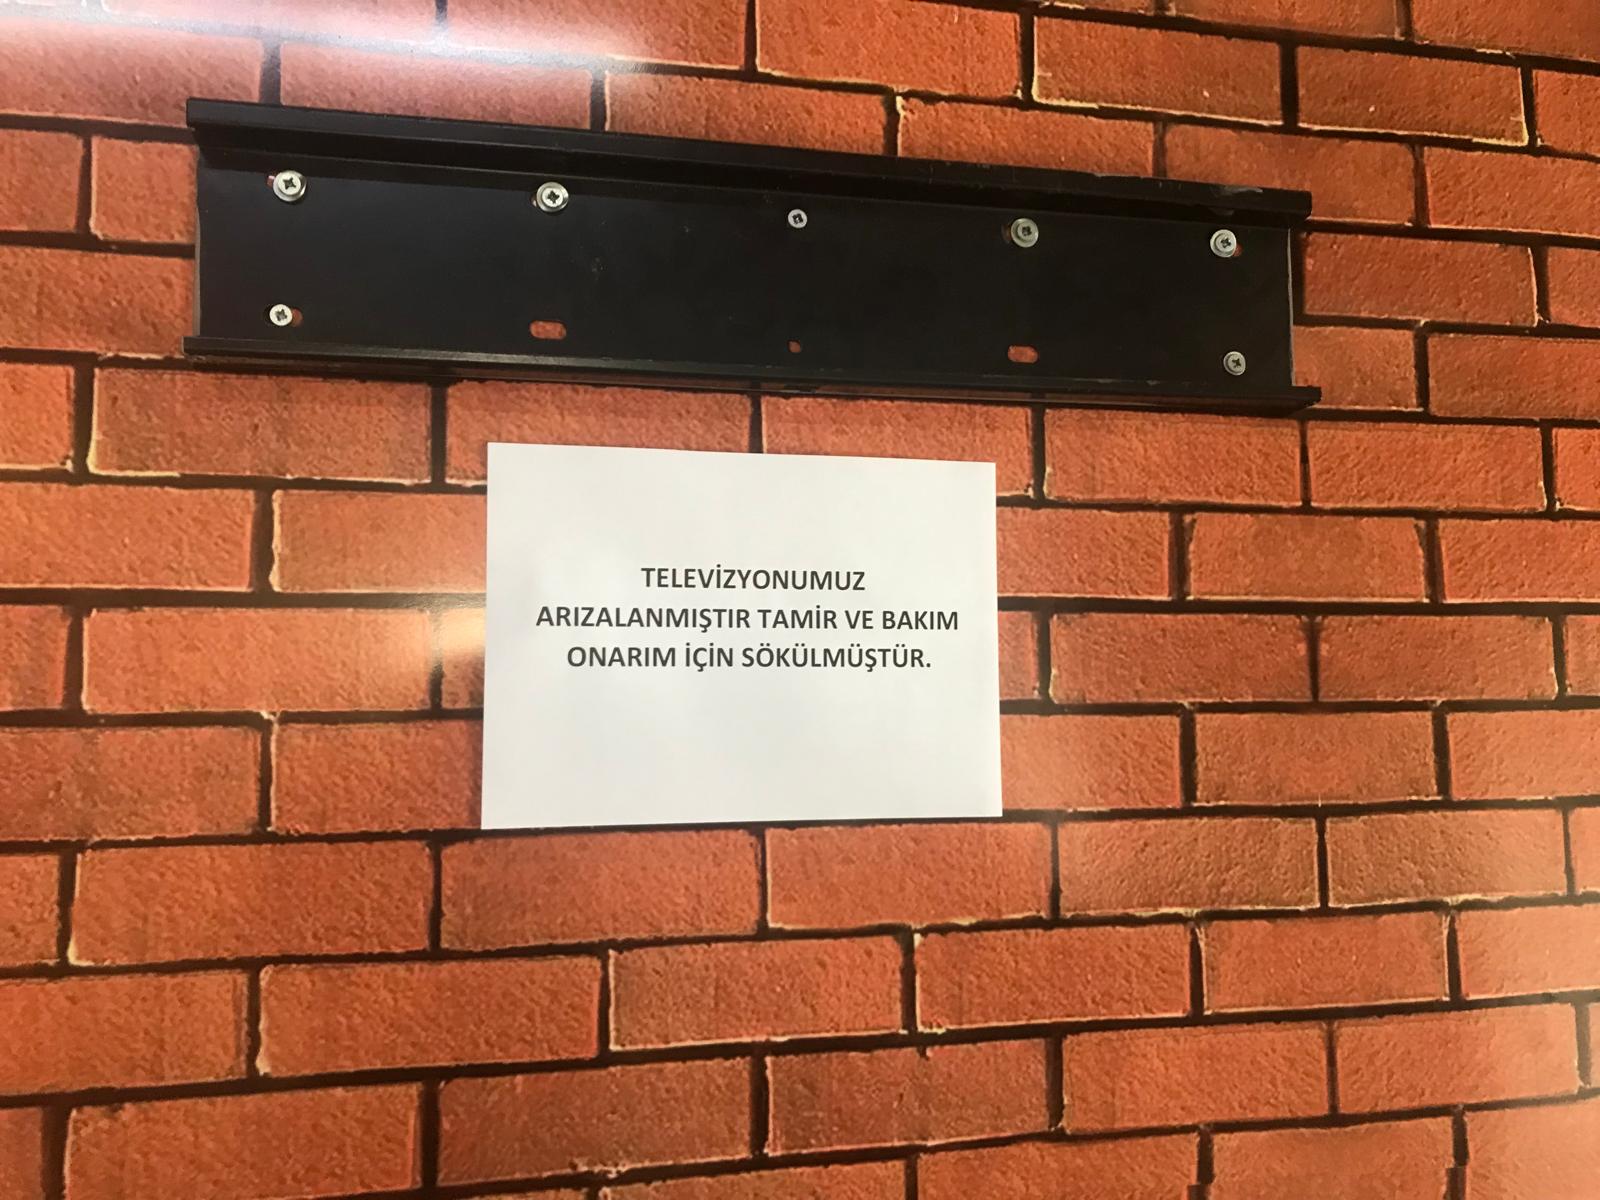 TELEVİZYONUMUZ
ARIZALANMIŞTIR TAMİR VE BAKIM
ONARIM İÇİN SÖKÜLMÜŞTÜR.